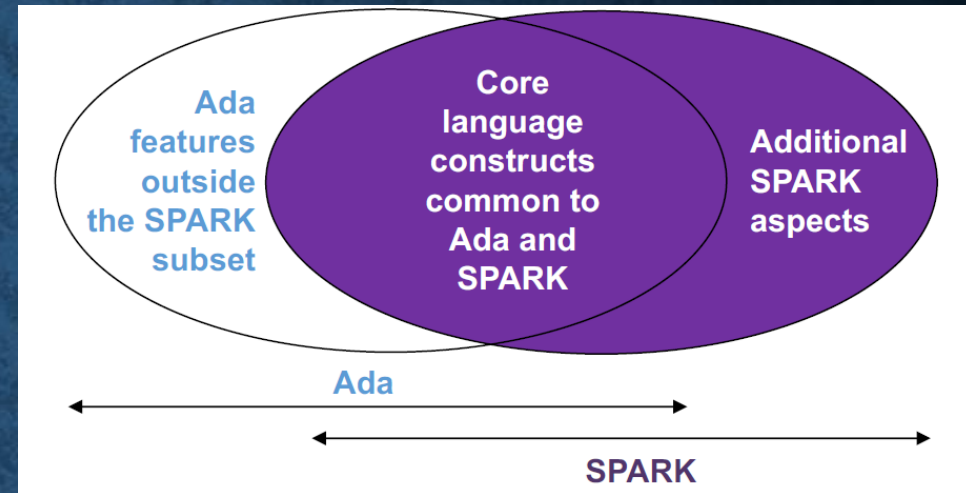 Ada
features
outside
the SPARK
subset
Core
language
constructs
common to
Ada and
SPARK
Additional
SPARK
aspects
Ada
SPARK